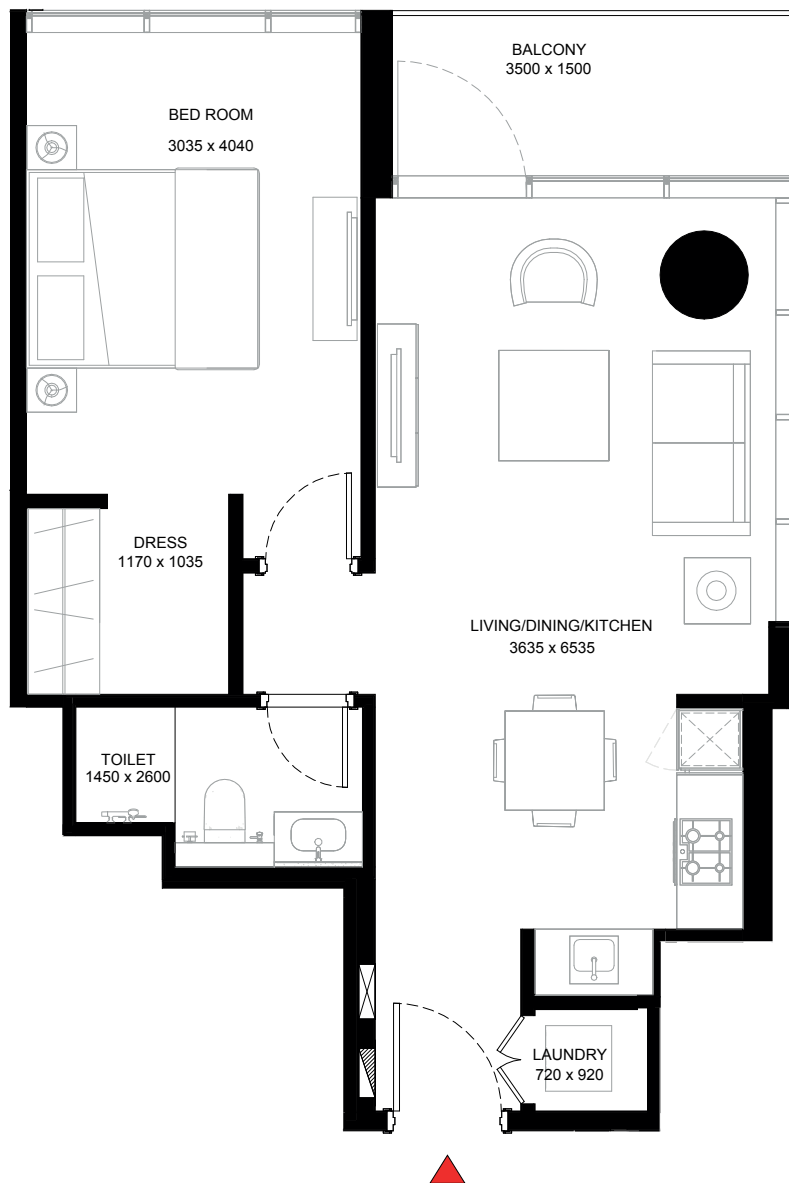 BALCONY
3500 x 1500
BED ROOM
3035 x 4040
DRESS
1170 x 1035
LIVING/DINING/KITCHEN
3635 x 6535
TOILET
1450 x 2600
LAUNDRY
720 x 920